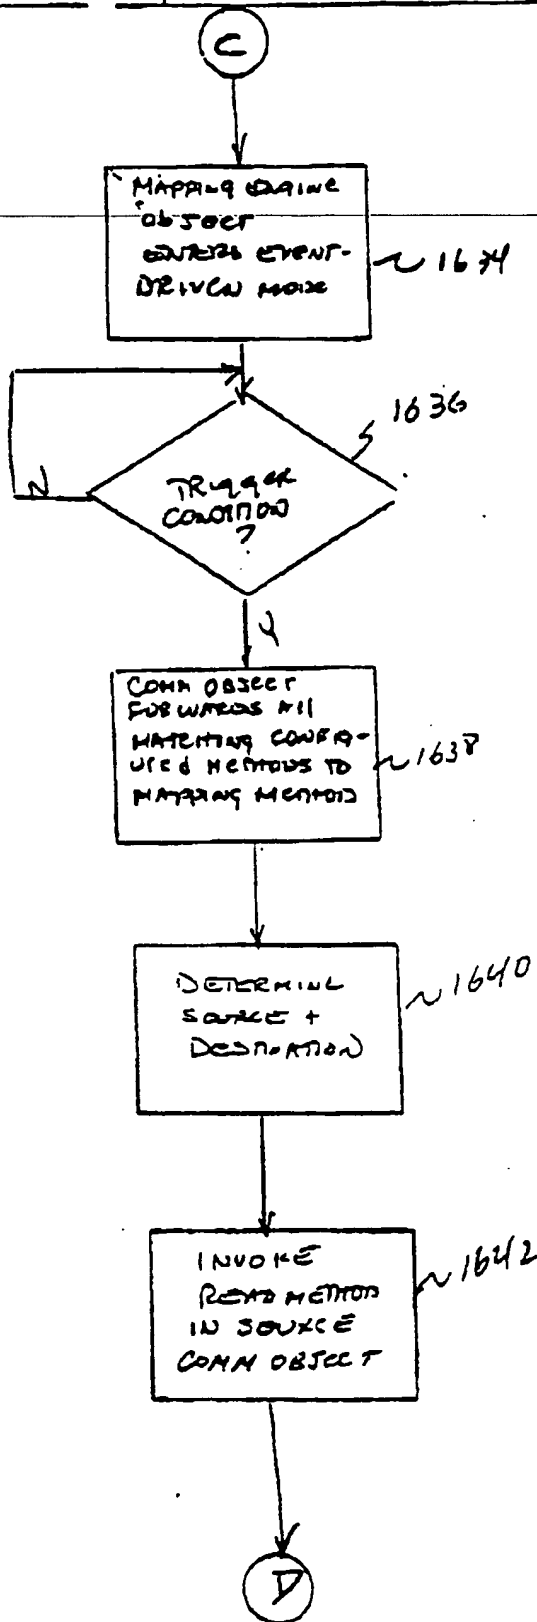 C
MAPPING ENGINE
OBJECT
ENTERS EVENT-
DRIVEN MODE
1634
1636
TRIGGER
CONDITION
?
N
Y
COMM OBJECT
FORWARDS All
MATCHING CONFIG-
URED METHODS TO
MAPPING METHOD
1638
DETERMINE
SOURCE +
DESTINATION
1640
INVOKE
READ METHOD
IN SOURCE
COMM OBJECT
1642
D